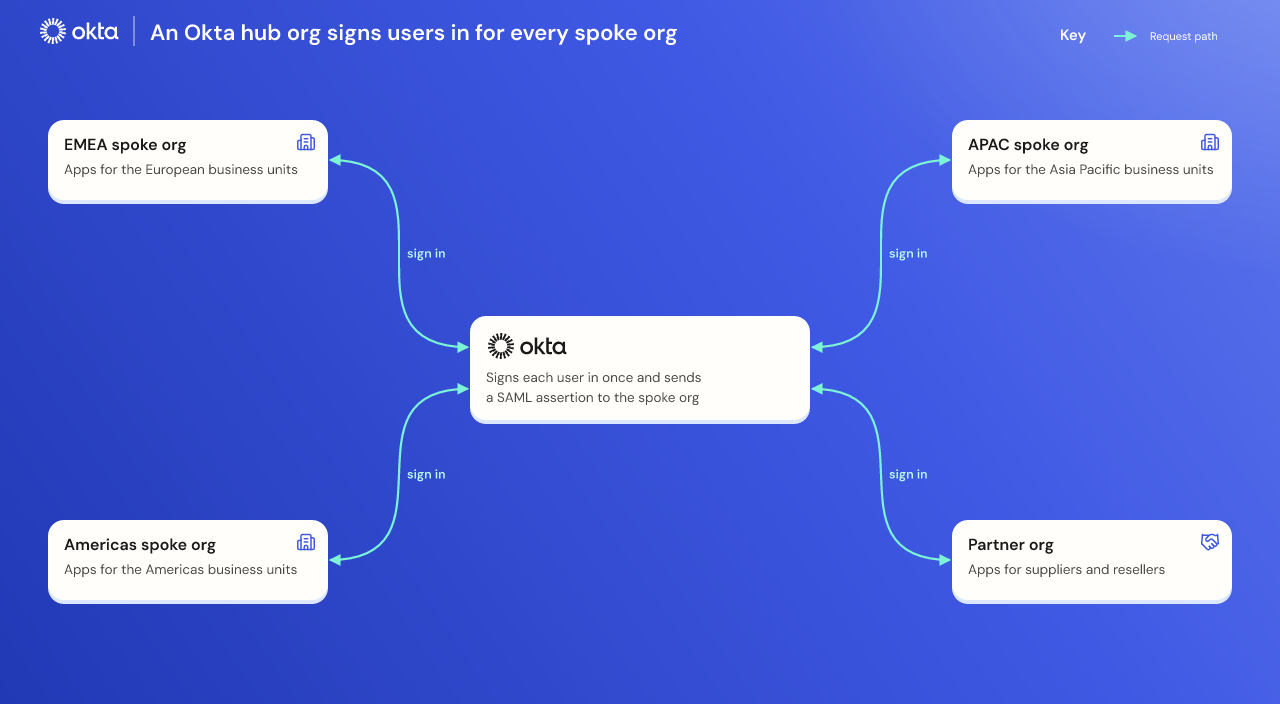 okta
An Okta hub org signs users in for every spoke org
Key
Request path
EMEA spoke org
Apps for the European business units
APAC spoke org
Apps for the Asia Pacific business units
sign in
sign in
okta
Signs each user in once and sends
a SAML assertion to the spoke org
sign in
sign in
Americas spoke org
Apps for the Americas business units
Partner org
Apps for suppliers and resellers